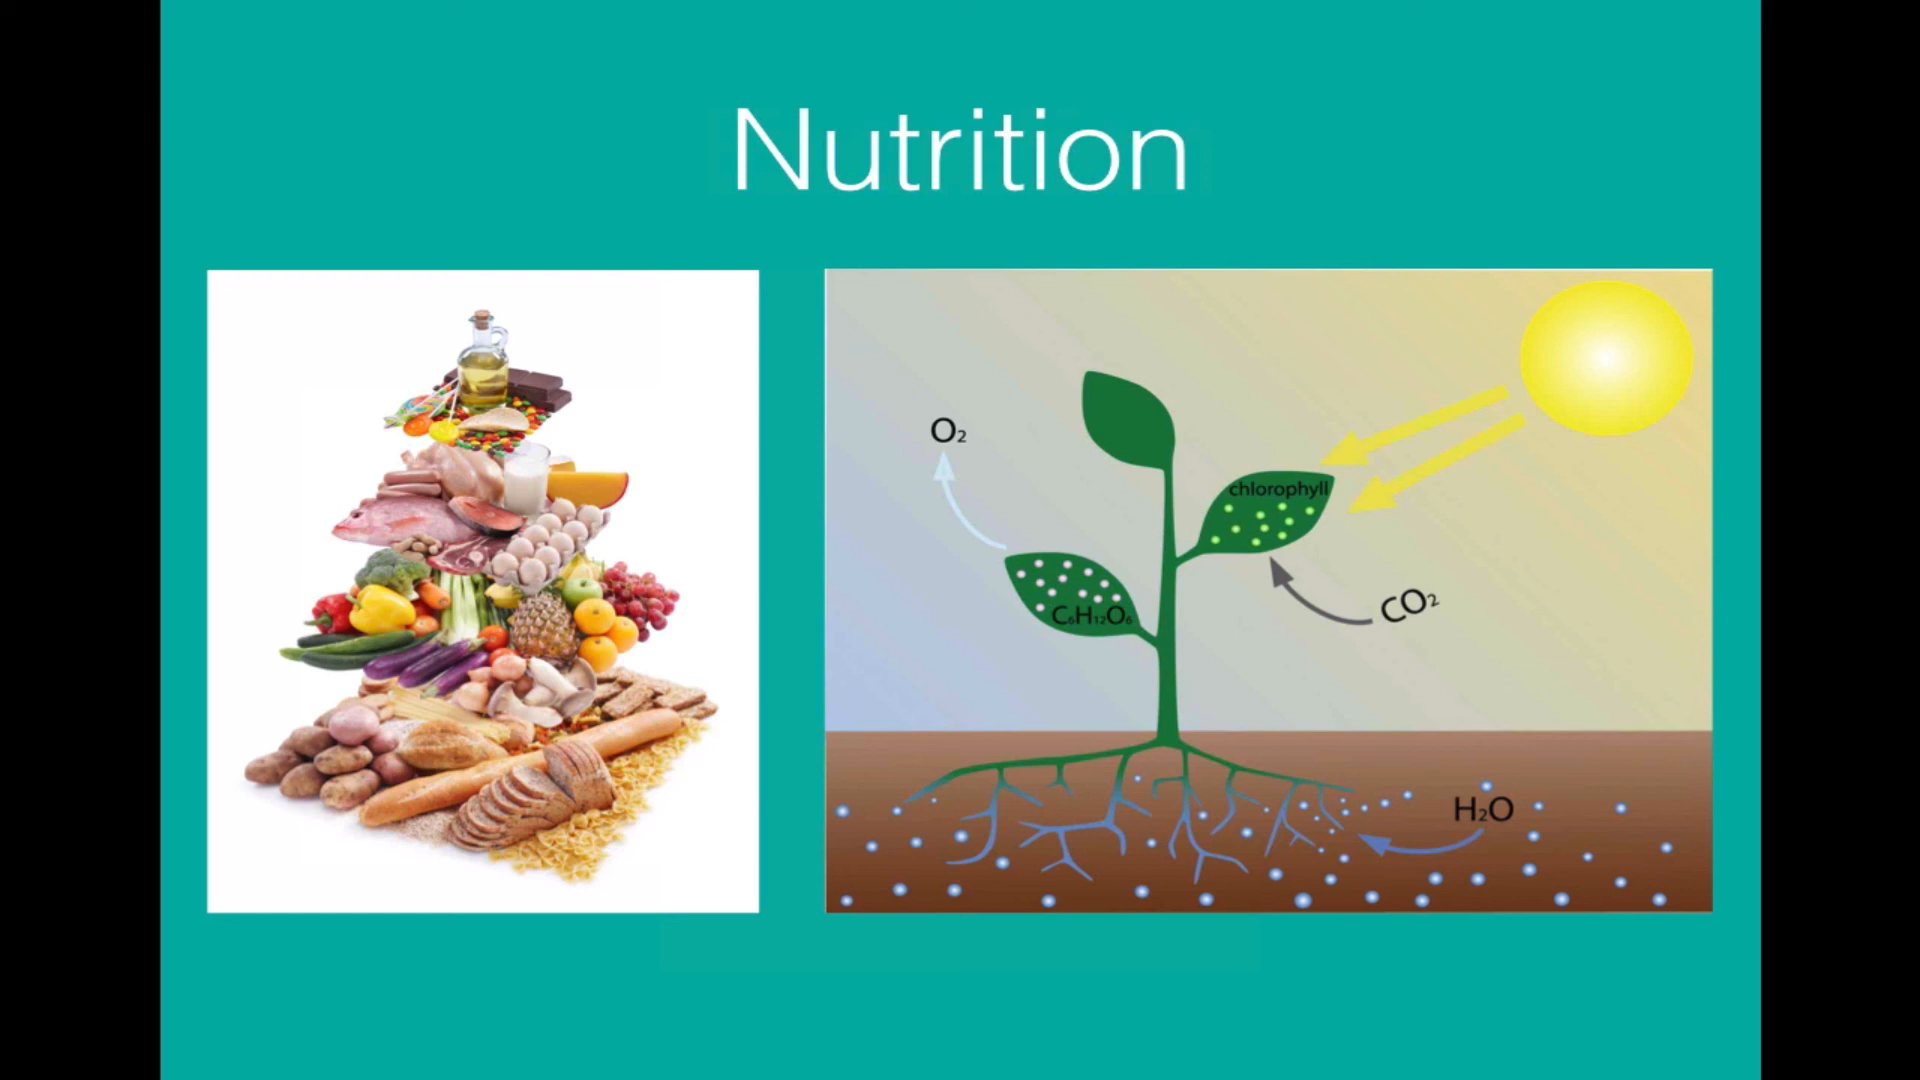 Nutrition
O₂
chlorophyll
CO₂
C₆H₁₂O₆
H₂O